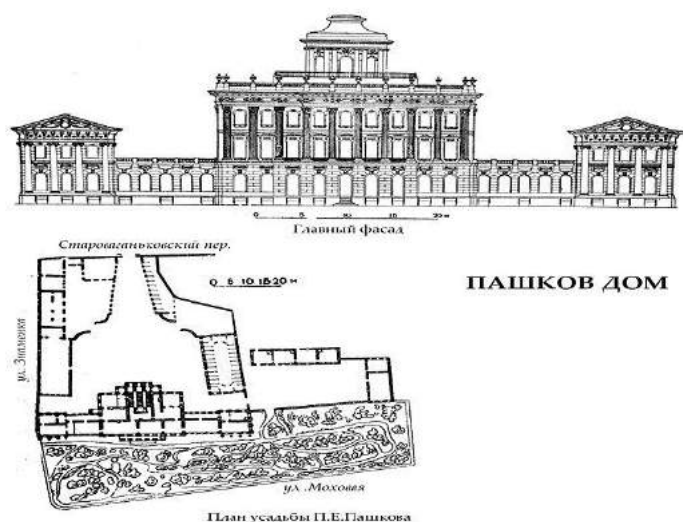 0 5 10 15 20 м
Главный фасад
Староваганьковский пер.
0 5 10 15 20 м
ПАШКОВ ДОМ
ул. Знаменка
ул. Моховая
План усадьбы П.Е.Пашкова